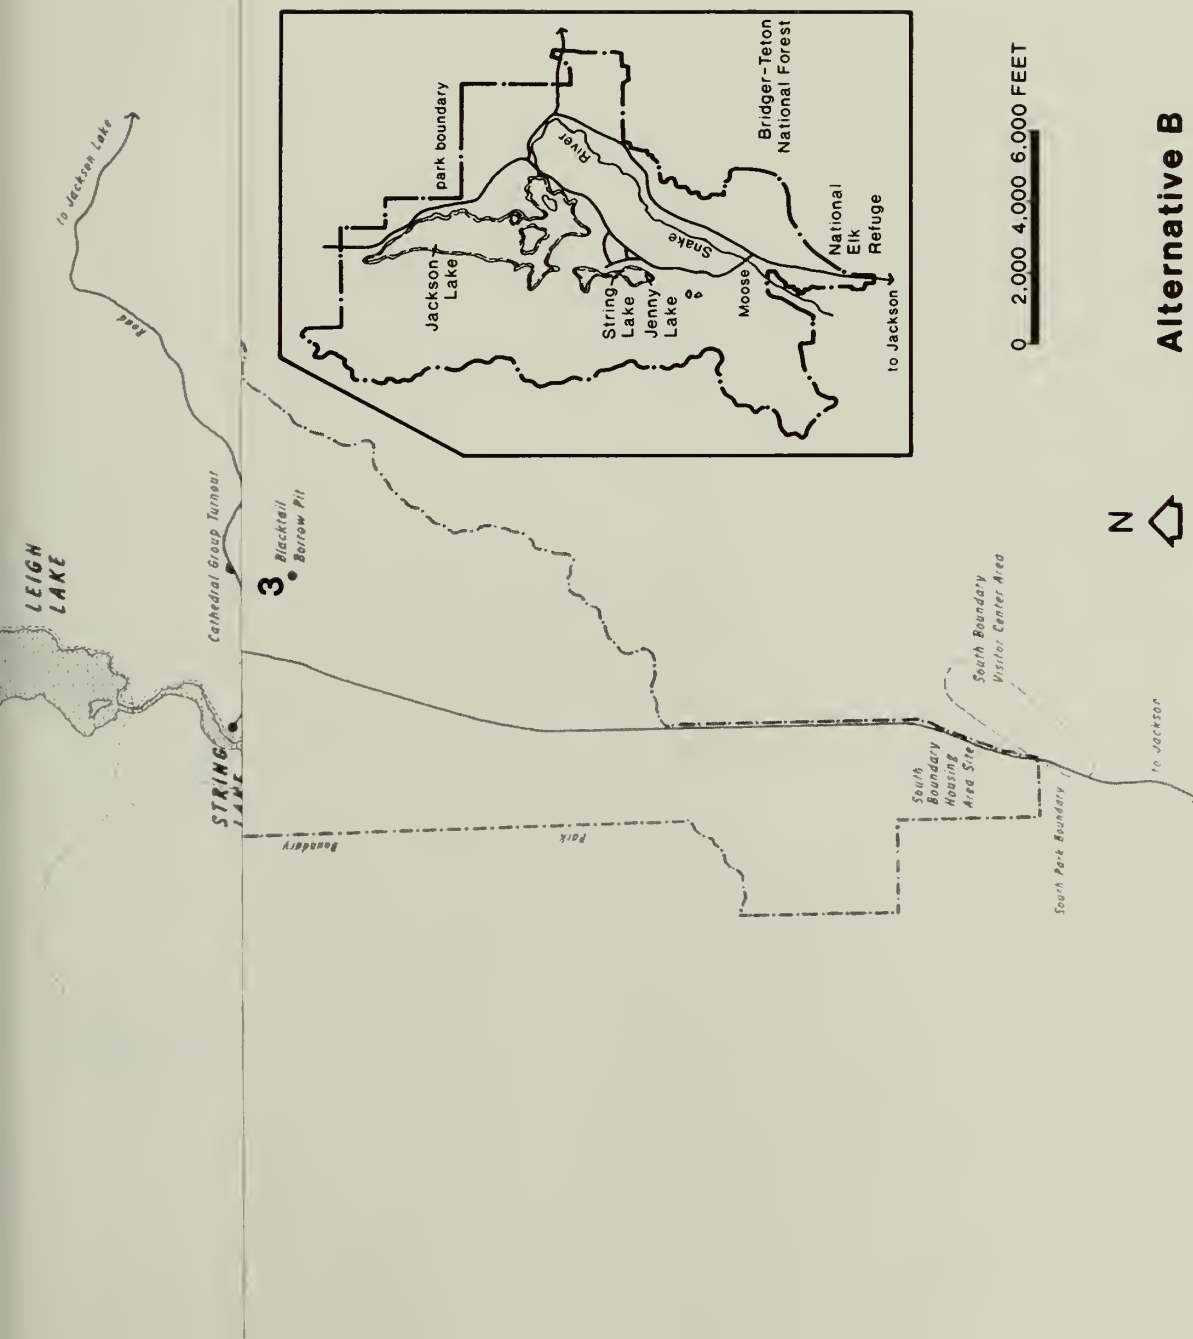 to Jackson Lake
Road
LEIGH
LAKE
Cathedral Group Turnout
3
Blacktail
Borrow Pit
STRING
LAKE
Boundary
Park
South
Boundary
Housing
Area Site
South Boundary
Visitor Center Area
South Park Boundary
to Jackson
park boundary
Jackson
Lake
River
Snake
String
Lake
Jenny
Lake
Moose
National
Elk
Refuge
Bridger-Teton
National Forest
to Jackson
0 2,000 4,000 6,000 FEET
N
Alternative B